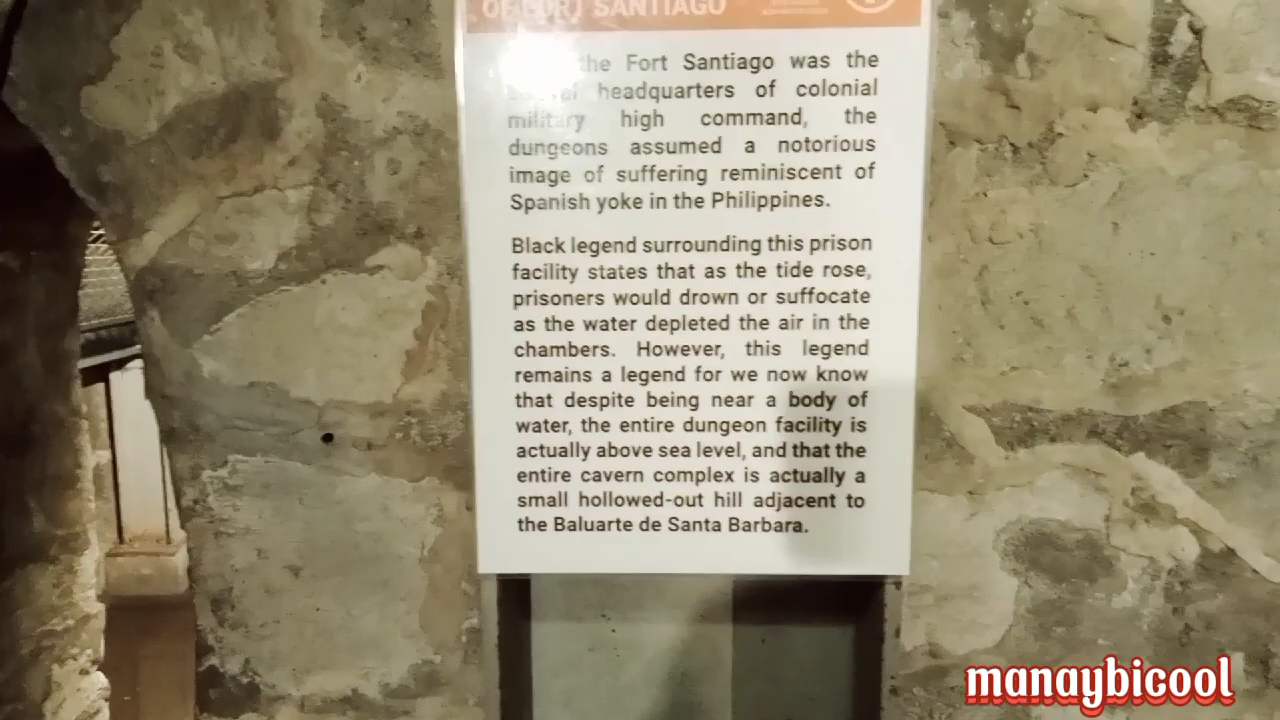 OF FORT SANTIAGO
the Fort Santiago was the
headquarters of colonial
military high command, the
dungeons assumed a notorious
image of suffering reminiscent of
Spanish yoke in the Philippines.
Black legend surrounding this prison
facility states that as the tide rose,
prisoners would drown or suffocate
as the water depleted the air in the
chambers. However, this legend
remains a legend for we now know
that despite being near a body of
water, the entire dungeon facility is
actually above sea level, and that the
entire cavern complex is actually a
small hollowed-out hill adjacent to
the Baluarte de Santa Barbara.
manaybicool